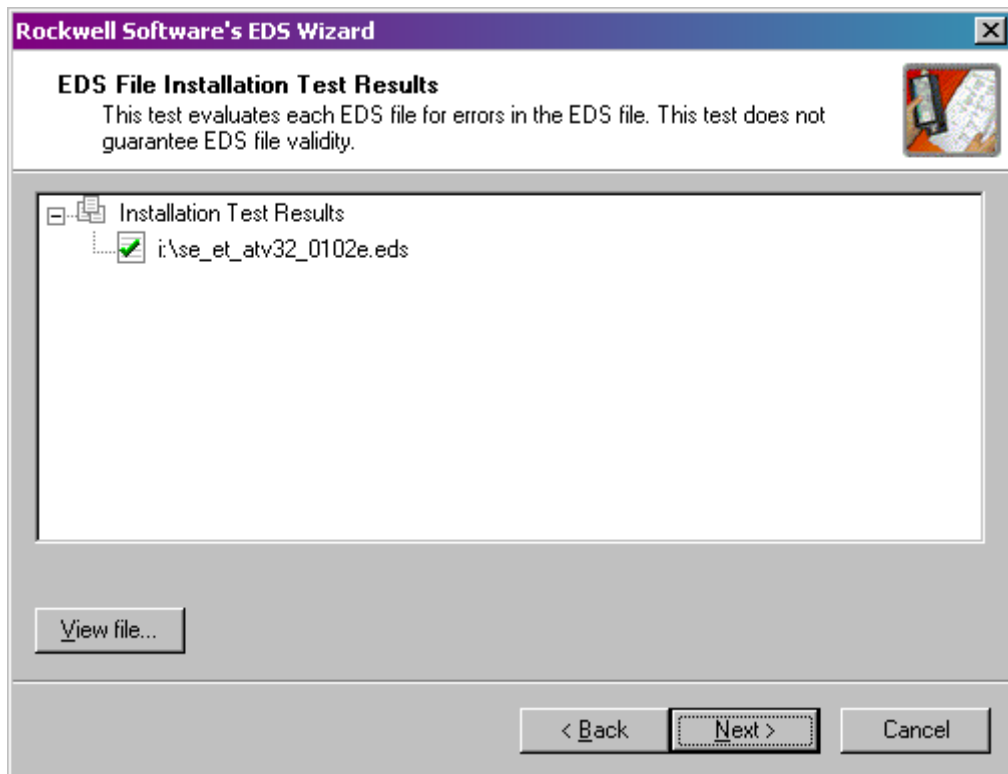 Rockwell Software's EDS Wizard
EDS File Installation Test Results
This test evaluates each EDS file for errors in the EDS file. This test does not
guarantee EDS file validity.
Installation Test Results
i:\se_et_atv32_0102e.eds
View file...
< Back
Next >
Cancel